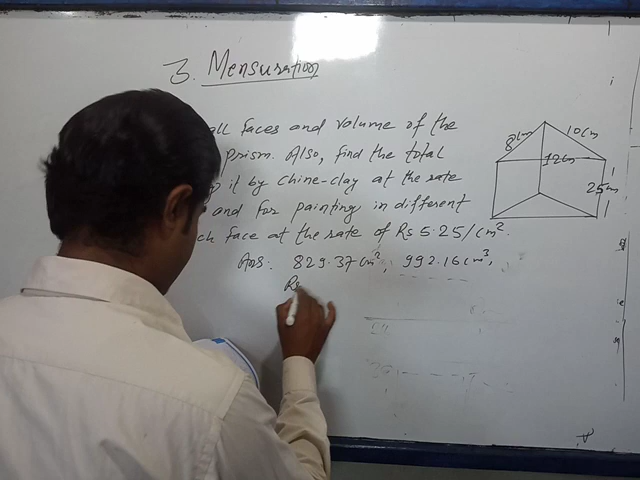 3. Mensuration
all faces and volume of the
prism. Also, find the total
it by chine-clay at the rate
and for painting in different
face at the rate of Rs 5.25/cm².
Ans: 829.37 cm², 992.16 cm³,
Rs
8cm
10cm
12cm
25cm